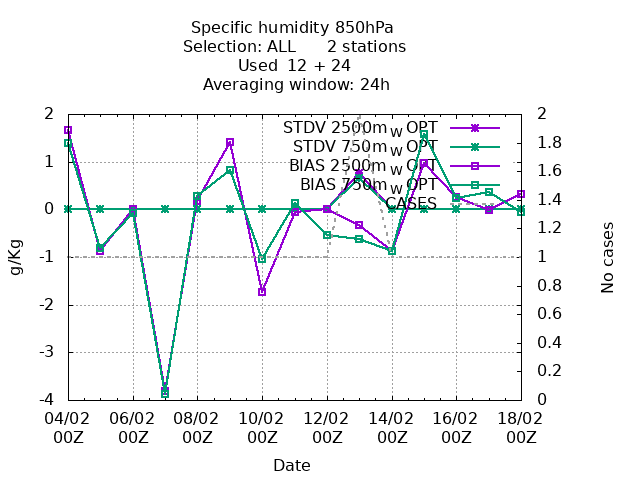 Specific humidity 850hPa
Selection: ALL 2 stations
Used 12 + 24
Averaging window: 24h
STDV 2500m W OPT
STDV 750m W OPT
BIAS 2500m W OPT
BIAS 750m W OPT
CASES
2
1
0
-1
-2
-3
-4
g/Kg
2
1.8
1.6
1.4
1.2
1
0.8
0.6
0.4
0.2
0
No cases
04/02 06/02 08/02 10/02 12/02 14/02 16/02 18/02
00Z 00Z 00Z 00Z 00Z 00Z 00Z 00Z
Date